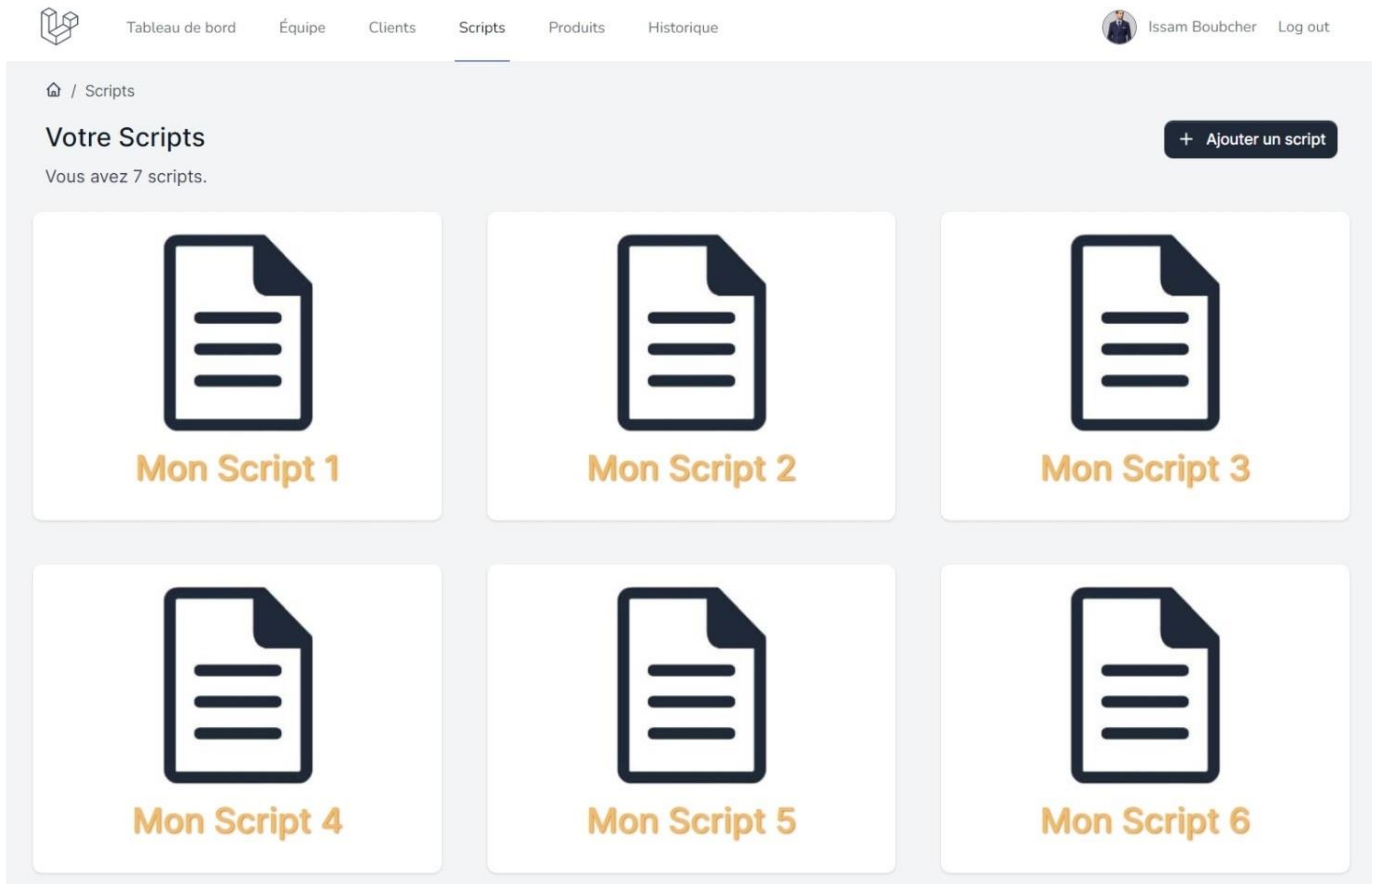 Tableau de bord Équipe Clients Scripts Produits Historique Issam Boubcher Log out
/ Scripts
Votre Scripts
+ Ajouter un script
Vous avez 7 scripts.
Mon Script 1
Mon Script 2
Mon Script 3
Mon Script 4
Mon Script 5
Mon Script 6